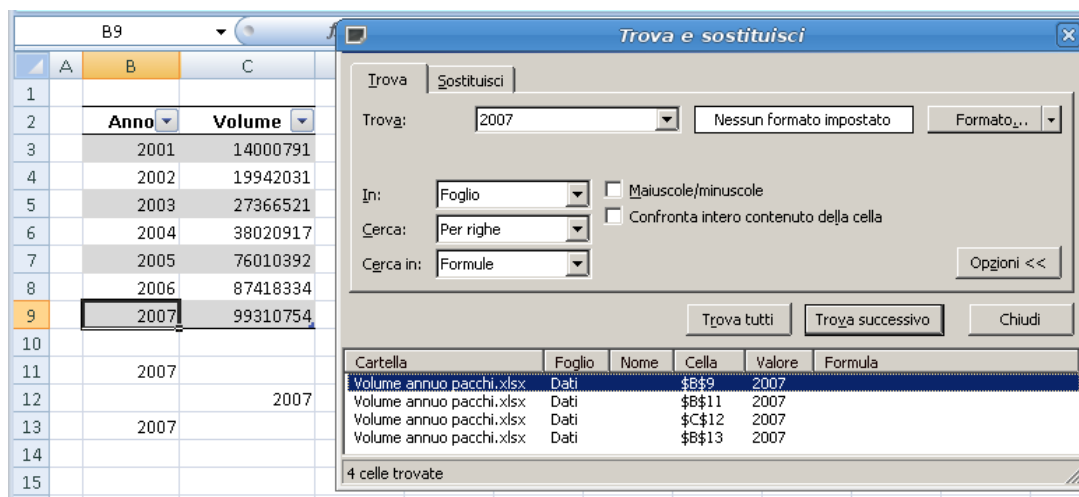 B9
Trova e sostituisci
A B C
1
2 Anno Volume
3 2001 14000791
4 2002 19942031
5 2003 27366521
6 2004 38020917
7 2005 76010392
8 2006 87418334
9 2007 99310754
10
11 2007
12 2007
13 2007
14
15
Trova Sostituisci
Trova: 2007 Nessun formato impostato Formato...
In: Foglio Maiuscole/minuscole
Confronta intero contenuto della cella
Cerca: Per righe
Cerca in: Formule Opzioni <<
Trova tutti Trova successivo Chiudi
Cartella Foglio Nome Cella Valore Formula
Volume annuo pacchi.xlsx Dati $B$9 2007
Volume annuo pacchi.xlsx Dati $B$11 2007
Volume annuo pacchi.xlsx Dati $C$12 2007
Volume annuo pacchi.xlsx Dati $B$13 2007
4 celle trovate